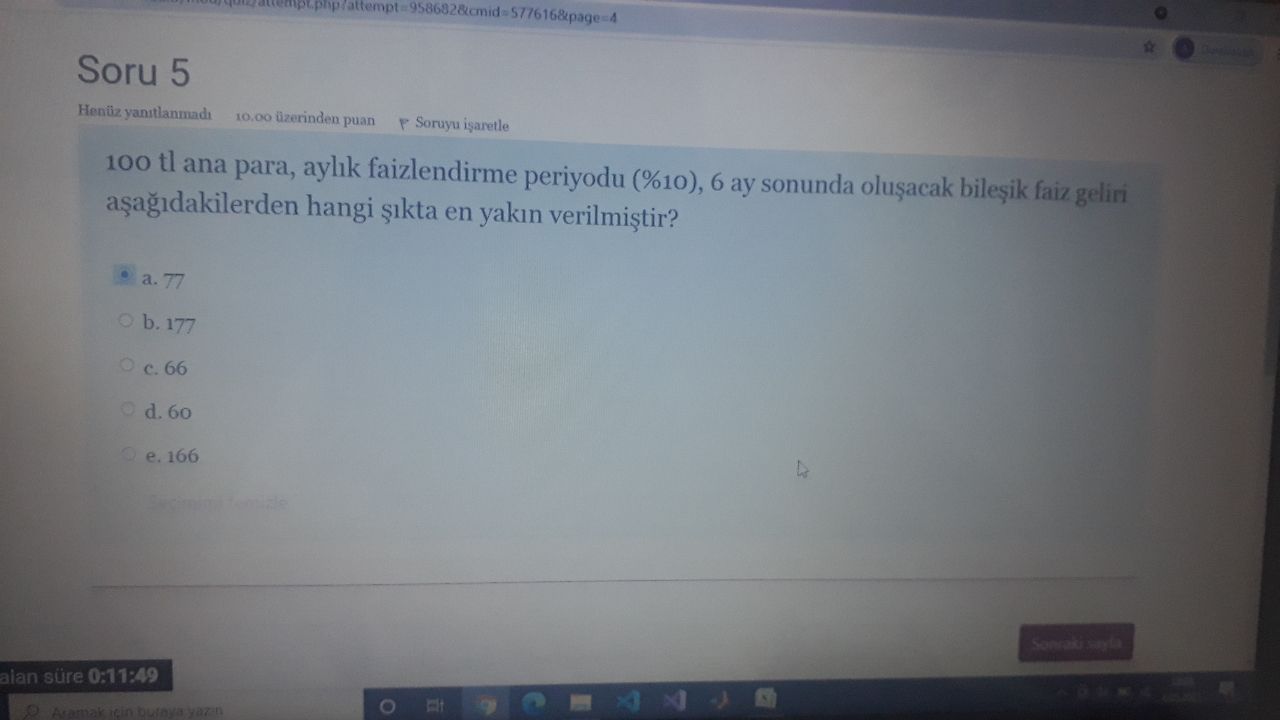 attempt.php?attempt=958682&cmid=577616&page=4
Soru 5
Henüz yanıtlanmadı 10,00 üzerinden puan Soruyu işaretle
100 tl ana para, aylık faizlendirme periyodu (%10), 6 ay sonunda oluşacak bileşik faiz geliri
aşağıdakilerden hangi şıkta en yakın verilmiştir?
a. 77
b. 177
c. 66
d. 60
e. 166
Seçimimi temizle
Sonraki sayfa
alan süre 0:11:49
Aramak için buraya yazın